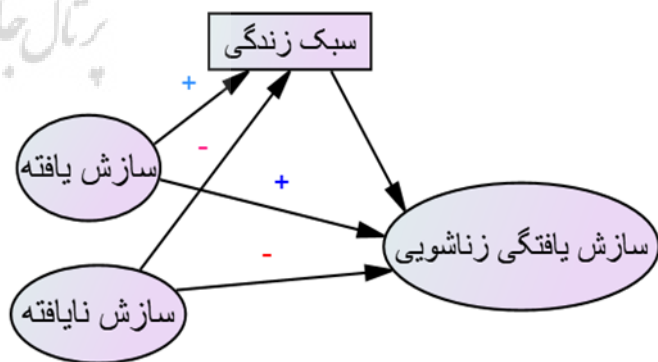 سبک زندگی
+
سازش یافته
-
+
سازش یافتگی زناشویی
-
سازش نایافته